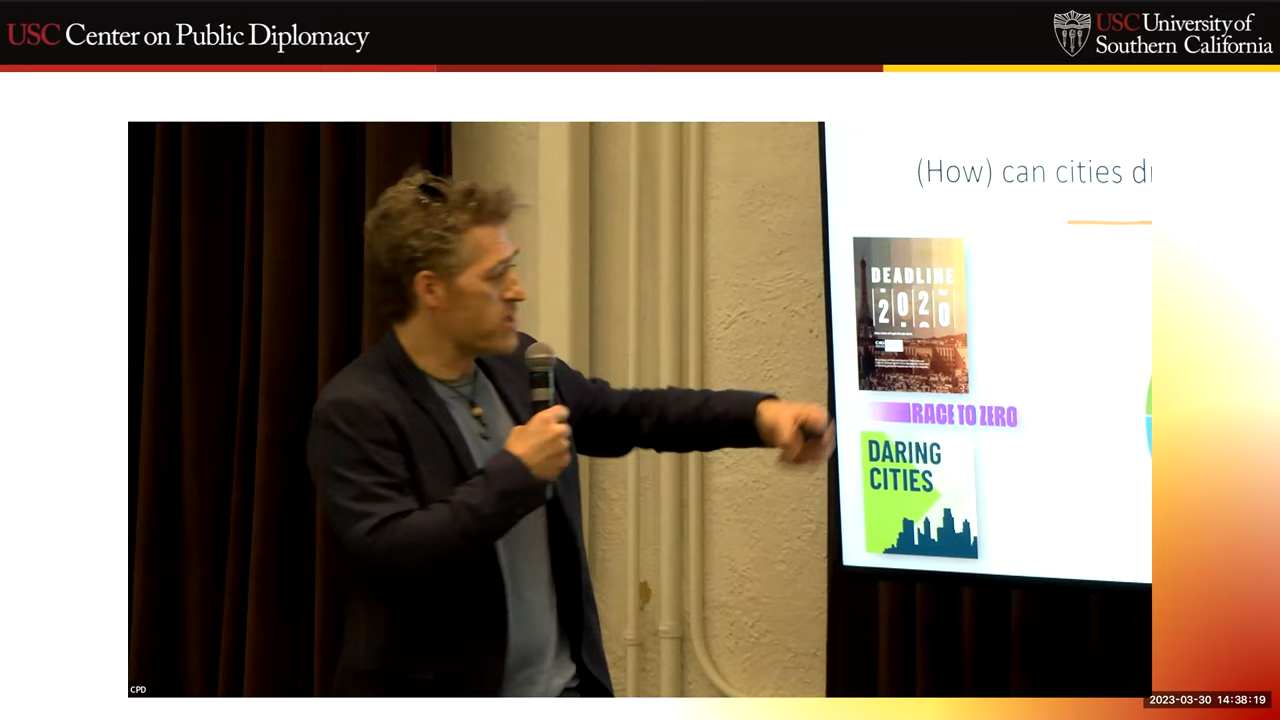 USC Center on Public Diplomacy
USC University of
Southern California
(How) can cities
DEADLINE
2020
RACE TO ZERO
DARING
CITIES
CPD
2023-03-30 14:38:19